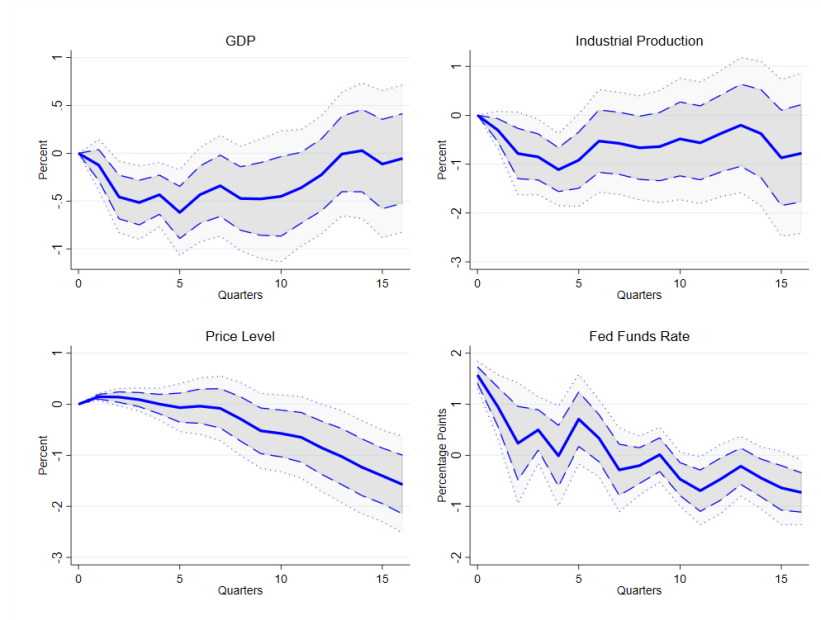 GDP
Percent
1
.5
0
-.5
-1
0 5 10 15
Quarters
Industrial Production
Percent
1
0
-1
-2
-3
0 5 10 15
Quarters
Price Level
Percent
1
0
-1
-2
-3
0 5 10 15
Quarters
Fed Funds Rate
Percentage Points
2
1
0
-1
-2
0 5 10 15
Quarters